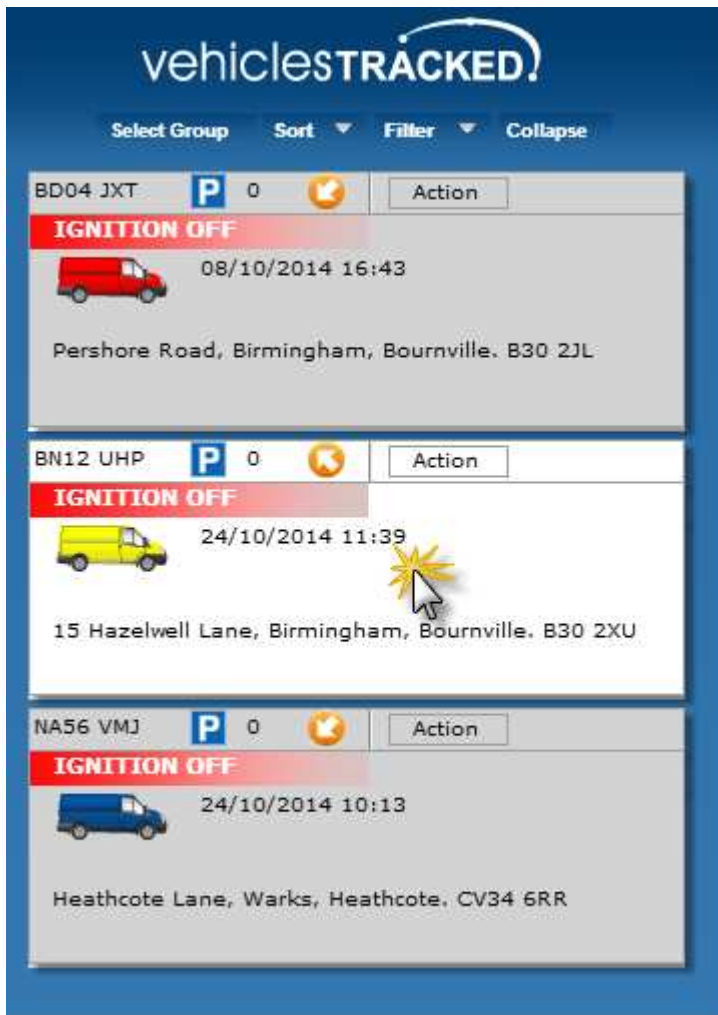 vehiclesTRACKED!
Select Group Sort Filter Collapse
BD04 JXT P 0 Action
IGNITION OFF
08/10/2014 16:43
Pershore Road, Birmingham, Bournville. B30 2JL
BN12 UHP P 0 Action
IGNITION OFF
24/10/2014 11:39
15 Hazelwell Lane, Birmingham, Bournville. B30 2XU
NA56 VMJ P 0 Action
IGNITION OFF
24/10/2014 10:13
Heathcote Lane, Warks, Heathcote. CV34 6RR